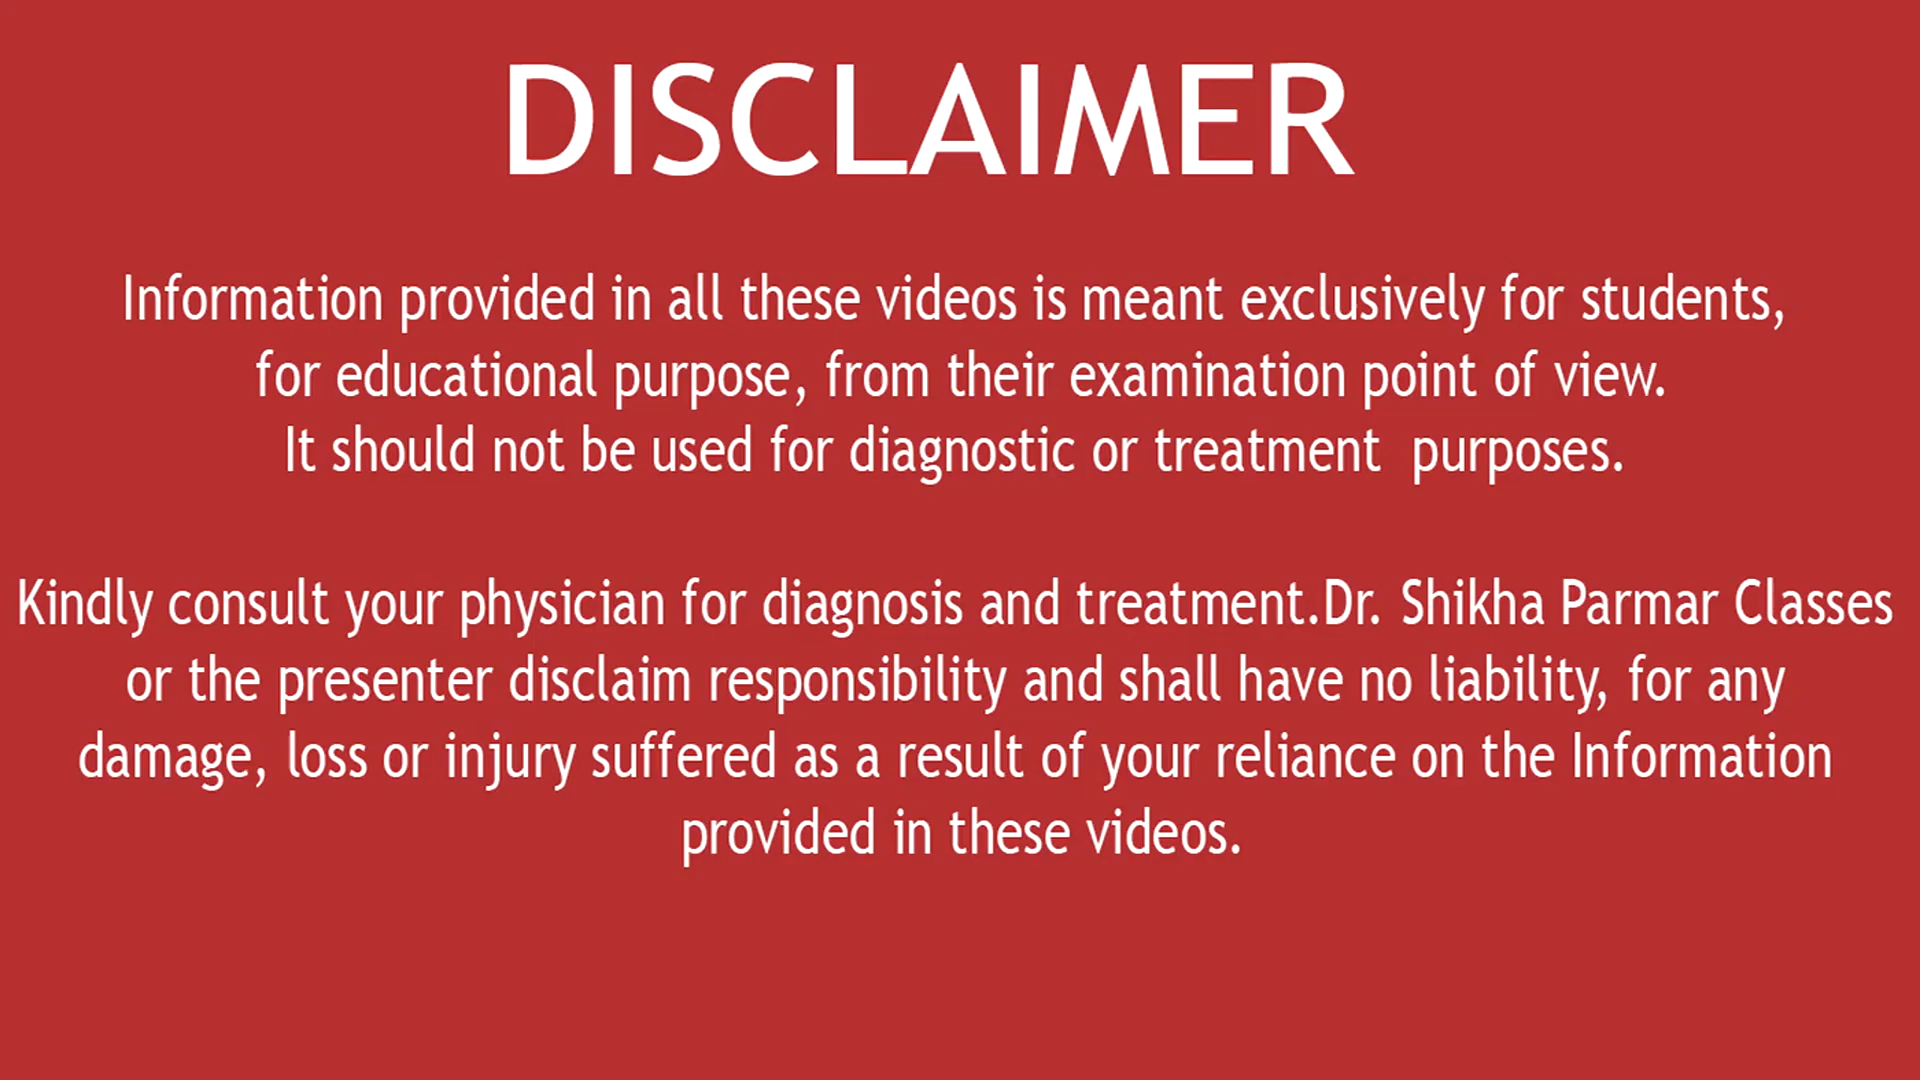 DISCLAIMER
Information provided in all these videos is meant exclusively for students,
for educational purpose, from their examination point of view.
It should not be used for diagnostic or treatment  purposes.
Kindly consult your physician for diagnosis and treatment.Dr. Shikha Parmar Classes
or the presenter disclaim responsibility and shall have no liability, for any
damage, loss or injury suffered as a result of your reliance on the Information
provided in these videos.